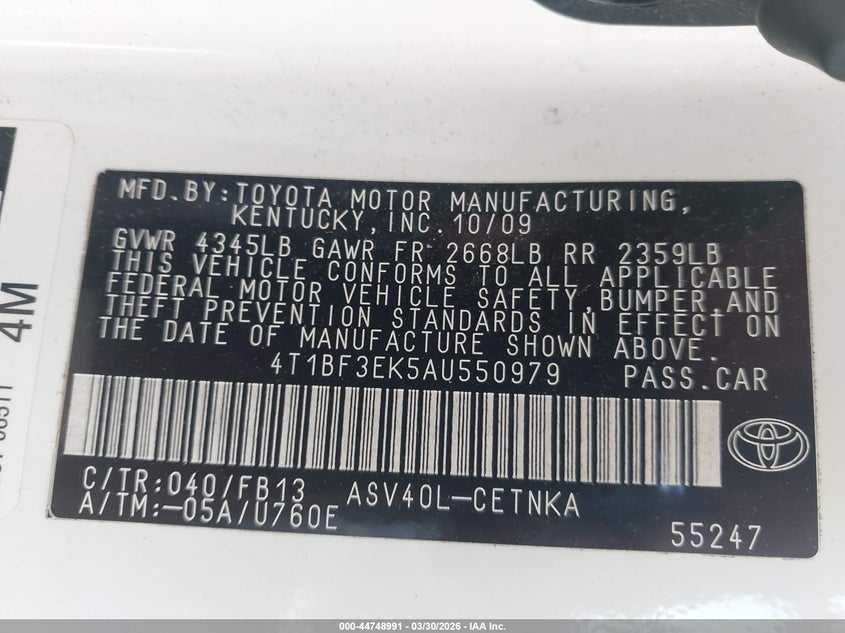 MFD.BY:TOYOTA MOTOR MANUFACTURING,
KENTUCKY,INC. 10/09
GVWR 4345LB GAWR FR 2668LB RR 2359LB
THIS VEHICLE CONFORMS TO ALL APPLICABLE
FEDERAL MOTOR VEHICLE SAFETY,BUMPER,AND
THEFT PREVENTION STANDARDS IN EFFECT ON
THE DATE OF MANUFACTURE SHOWN ABOVE.
4T1BF3EK5AU550979 PASS.CAR
C/TR:040/FB13 ASV40L-CETNKA
A/TM:-05A/U760E
55247
4M
000-44748991 — 03/30/2026 — IAA Inc.